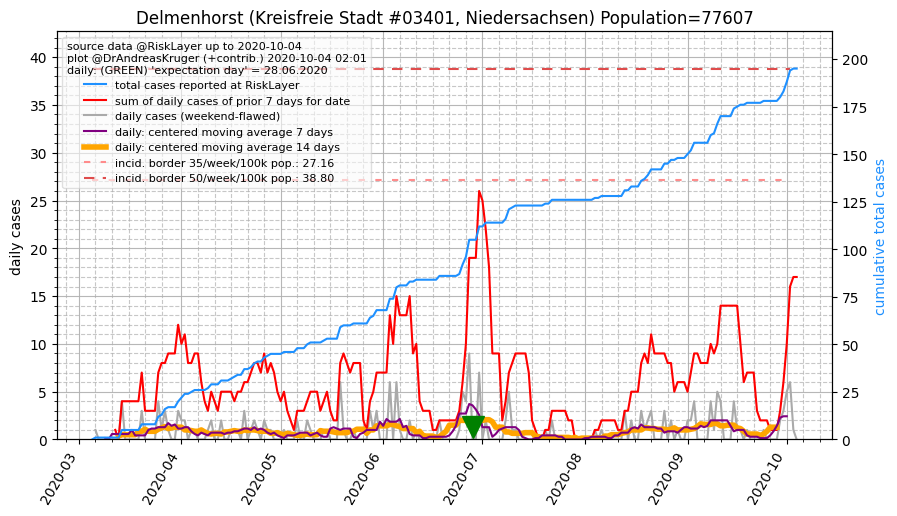 Delmenhorst (Kreisfreie Stadt #03401, Niedersachsen) Population=77607
source data @RiskLayer up to 2020-10-04
plot @DrAndreasKruger (+contrib.) 2020-10-04 02:01
daily: (GREEN) 'expectation day' = 28.06.2020
total cases reported at RiskLayer
sum of daily cases of prior 7 days for date
daily cases (weekend-flawed)
daily: centered moving average 7 days
daily: centered moving average 14 days
incid. border 35/week/100k pop.: 27.16
incid. border 50/week/100k pop.: 38.80
daily cases
40
35
30
25
20
15
10
5
0
cumulative total cases
200
175
150
125
100
75
50
25
0
2020-03
2020-04
2020-05
2020-06
2020-07
2020-08
2020-09
2020-10